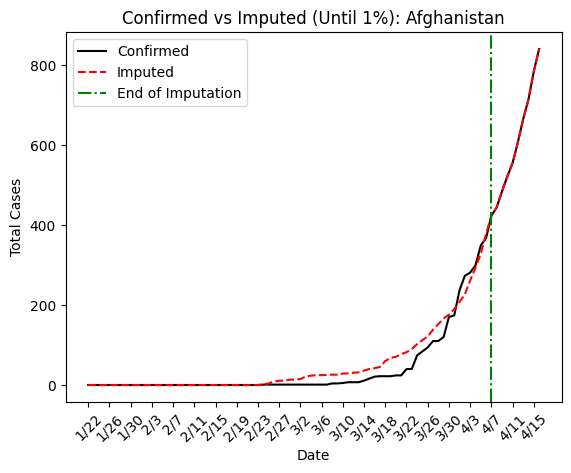 Confirmed vs Imputed (Until 1%): Afghanistan
Confirmed
Imputed
End of Imputation
Total Cases
800
600
400
200
0
1/22 1/26 1/30 2/3 2/7 2/11 2/15 2/19 2/23 2/27 3/2 3/6 3/10 3/14 3/18 3/22 3/26 3/30 4/3 4/7 4/11 4/15
Date